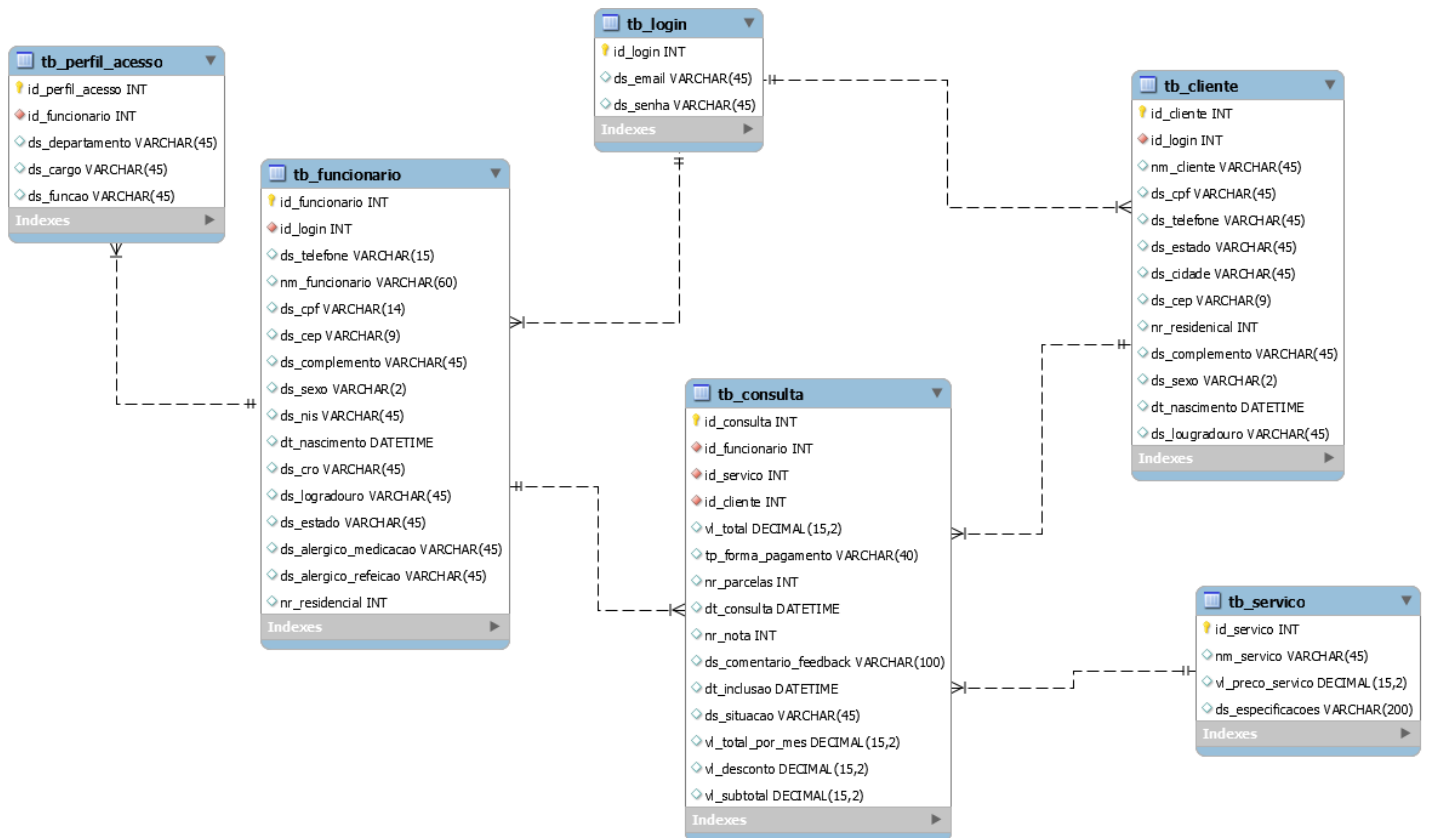 tb_perfil_acesso
id_perfil_acesso INT
id_funcionario INT
ds_departamento VARCHAR(45)
ds_cargo VARCHAR(45)
ds_funcao VARCHAR(45)
Indexes
tb_funcionario
id_funcionario INT
id_login INT
ds_telefone VARCHAR(15)
nm_funcionario VARCHAR(60)
ds_cpf VARCHAR(14)
ds_cep VARCHAR(9)
ds_complemento VARCHAR(45)
ds_sexo VARCHAR(2)
ds_nis VARCHAR(45)
dt_nascimento DATETIME
ds_cro VARCHAR(45)
ds_logradouro VARCHAR(45)
ds_estado VARCHAR(45)
ds_alergico_medicacao VARCHAR(45)
ds_alergico_refeicao VARCHAR(45)
nr_residencial INT
Indexes
tb_login
id_login INT
ds_email VARCHAR(45)
ds_senha VARCHAR(45)
Indexes
tb_consulta
id_consulta INT
id_funcionario INT
id_servico INT
id_cliente INT
vl_total DECIMAL(15,2)
tp_forma_pagamento VARCHAR(40)
nr_parcelas INT
dt_consulta DATETIME
nr_nota INT
ds_comentario_feedback VARCHAR(100)
dt_inclusao DATETIME
ds_situacao VARCHAR(45)
vl_total_por_mes DECIMAL(15,2)
vl_desconto DECIMAL(15,2)
vl_subtotal DECIMAL(15,2)
Indexes
tb_cliente
id_cliente INT
id_login INT
nm_cliente VARCHAR(45)
ds_cpf VARCHAR(45)
ds_telefone VARCHAR(45)
ds_estado VARCHAR(45)
ds_cidade VARCHAR(45)
ds_cep VARCHAR(9)
nr_residenical INT
ds_complemento VARCHAR(45)
ds_sexo VARCHAR(2)
dt_nascimento DATETIME
ds_lougradouro VARCHAR(45)
Indexes
tb_servico
id_servico INT
nm_servico VARCHAR(45)
vl_preco_servico DECIMAL(15,2)
ds_especificacoes VARCHAR(200)
Indexes